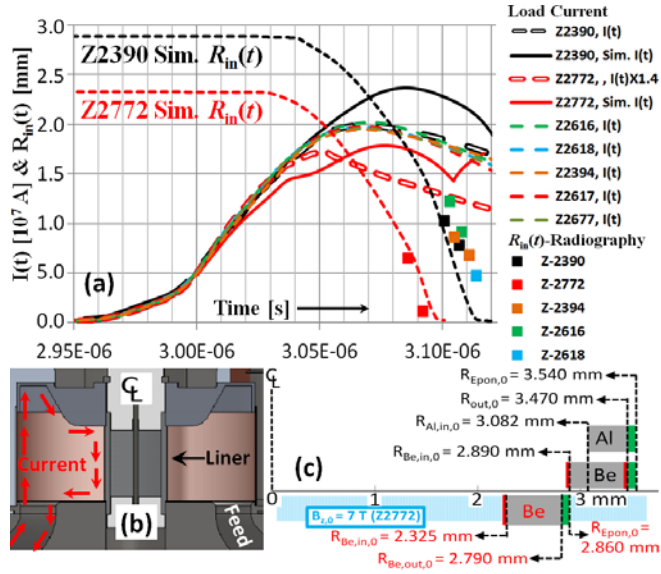 (a)
Z2390 Sim. Rin(t)
Z2772 Sim. Rin(t)
I(t) [10⁷ A] & Rin(t) [mm]
3.0
2.5
2.0
1.5
1.0
5.0
0.0
Time [s]
2.95E-06
3.00E-06
3.05E-06
3.10E-06
Load Current
Z2390, I(t)
Z2390, Sim. I(t)
Z2772, , I(t)X1.4
Z2772, Sim. I(t)
Z2616, I(t)
Z2618, I(t)
Z2394, I(t)
Z2617, I(t)
Z2677, I(t)
Rin(t)-Radiography
Z-2390
Z-2772
Z-2394
Z-2616
Z-2618
CL
Current
Liner
(b)
Feed
CL
(c)
REpon,0 = 3.540 mm
Rout,0 = 3.470 mm
RAl,in,0 = 3.082 mm
RBe,in,0 = 2.890 mm
Al
Be
0
1
2
3 mm
Bz,0 = 7 T (Z2772)
Be
RBe,in,0 = 2.325 mm
RBe,out,0 = 2.790 mm
REpon,0 = 2.860 mm